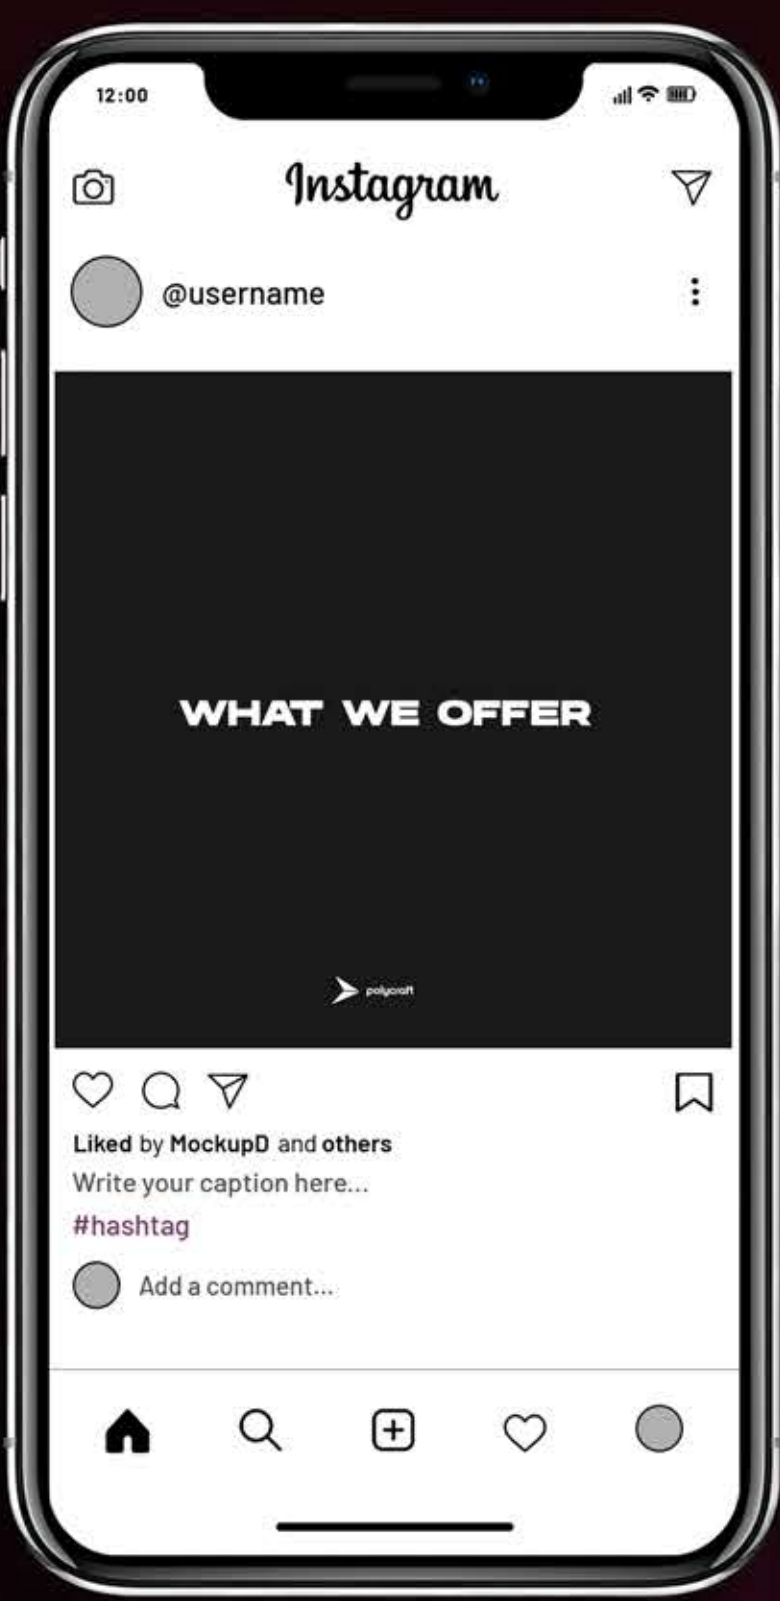 12:00
Instagram
@username
WHAT WE OFFER
polycraft
Liked by MockupD and others
Write your caption here...
#hashtag
Add a comment...